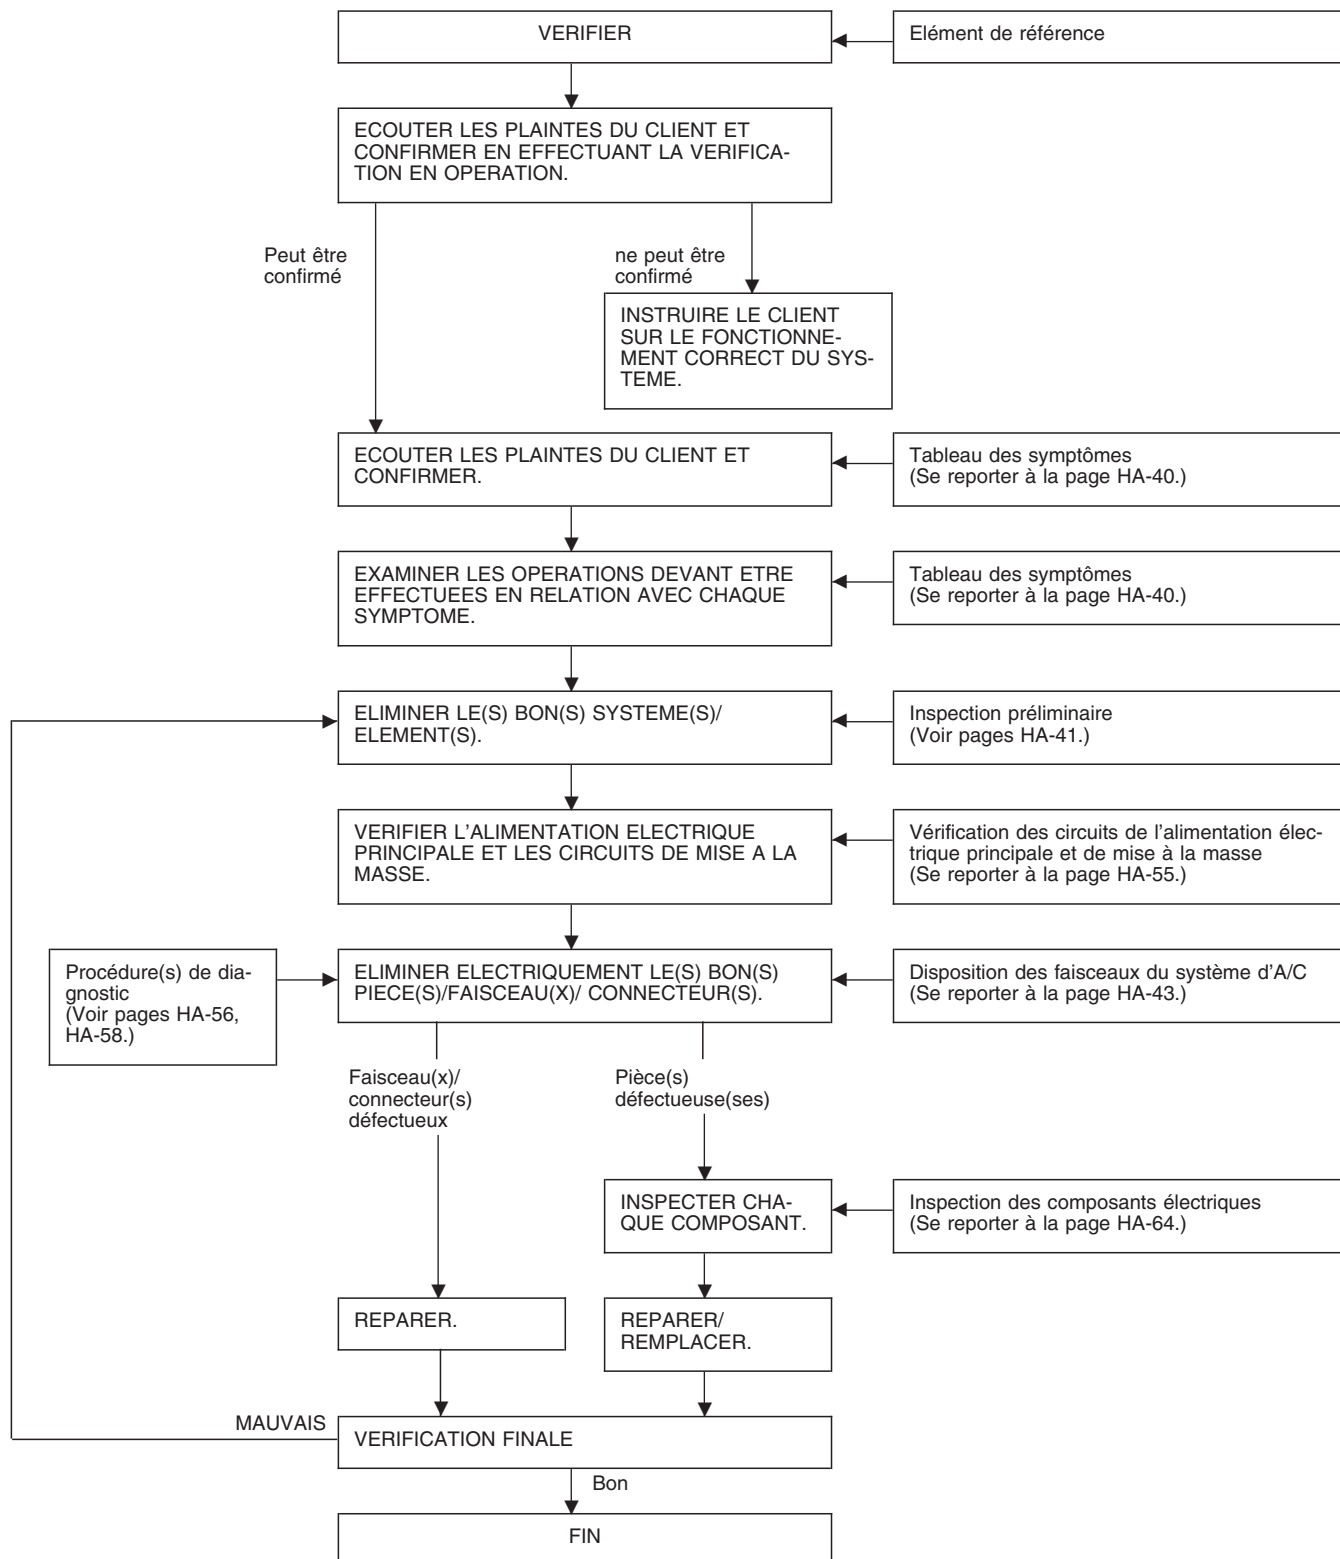 VERIFIER
Elément de référence
ECOUTER LES PLAINTES DU CLIENT ET
CONFIRMER EN EFFECTUANT LA VERIFICA-
TION EN OPERATION.
Peut être
confirmé
ne peut être
confirmé
INSTRUIRE LE CLIENT
SUR LE FONCTIONNE-
MENT CORRECT DU SYS-
TEME.
ECOUTER LES PLAINTES DU CLIENT ET
CONFIRMER.
Tableau des symptômes
(Se reporter à la page HA-40.)
EXAMINER LES OPERATIONS DEVANT ETRE
EFFECTUEES EN RELATION AVEC CHAQUE
SYMPTOME.
Tableau des symptômes
(Se reporter à la page HA-40.)
ELIMINER LE(S) BON(S) SYSTEME(S)/
ELEMENT(S).
Inspection préliminaire
(Voir pages HA-41.)
VERIFIER L'ALIMENTATION ELECTRIQUE
PRINCIPALE ET LES CIRCUITS DE MISE A LA
MASSE.
Vérification des circuits de l'alimentation élec-
trique principale et de mise à la masse
(Se reporter à la page HA-55.)
Procédure(s) de dia-
gnostic
(Voir pages HA-56,
HA-58.)
ELIMINER ELECTRIQUEMENT LE(S) BON(S)
PIECE(S)/FAISCEAU(X)/ CONNECTEUR(S).
Disposition des faisceaux du système d'A/C
(Se reporter à la page HA-43.)
Faisceau(x)/
connecteur(s)
défectueux
Pièce(s)
défectueuse(ses)
INSPECTER CHA-
QUE COMPOSANT.
Inspection des composants électriques
(Se reporter à la page HA-64.)
REPARER.
REPARER/
REMPLACER.
MAUVAIS
VERIFICATION FINALE
Bon
FIN